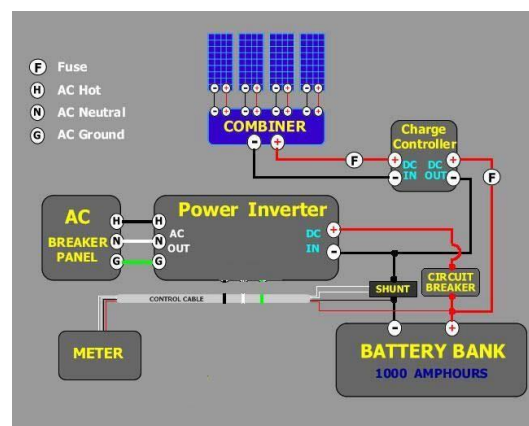 F Fuse
H AC Hot
N AC Neutral
G AC Ground
COMBINER
- +
F
Charge
Controller
+ DC DC +
- IN OUT -
F
AC
BREAKER
PANEL
H H
N N
G G
Power Inverter
AC
OUT
DC +
IN -
SHUNT
CIRCUIT
BREAKER
CONTROL CABLE
METER
- +
BATTERY BANK
1000 AMPHOURS